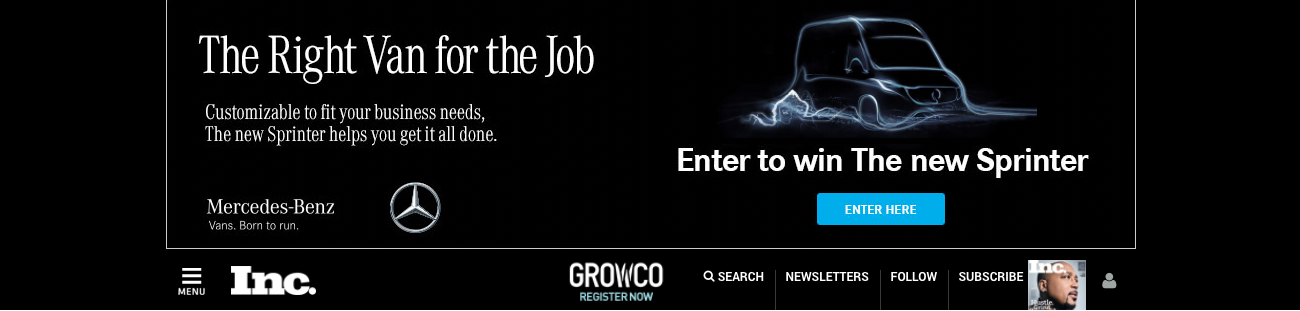 The Right Van for the Job
Customizable to fit your business needs,
The new Sprinter helps you get it all done.
Mercedes-Benz
Vans. Born to run.
Enter to win The new Sprinter
ENTER HERE
MENU
Inc.
GROWCO
REGISTER NOW
SEARCH
NEWSLETTERS
FOLLOW
SUBSCRIBE
Inc.
Hustle.
Grind.